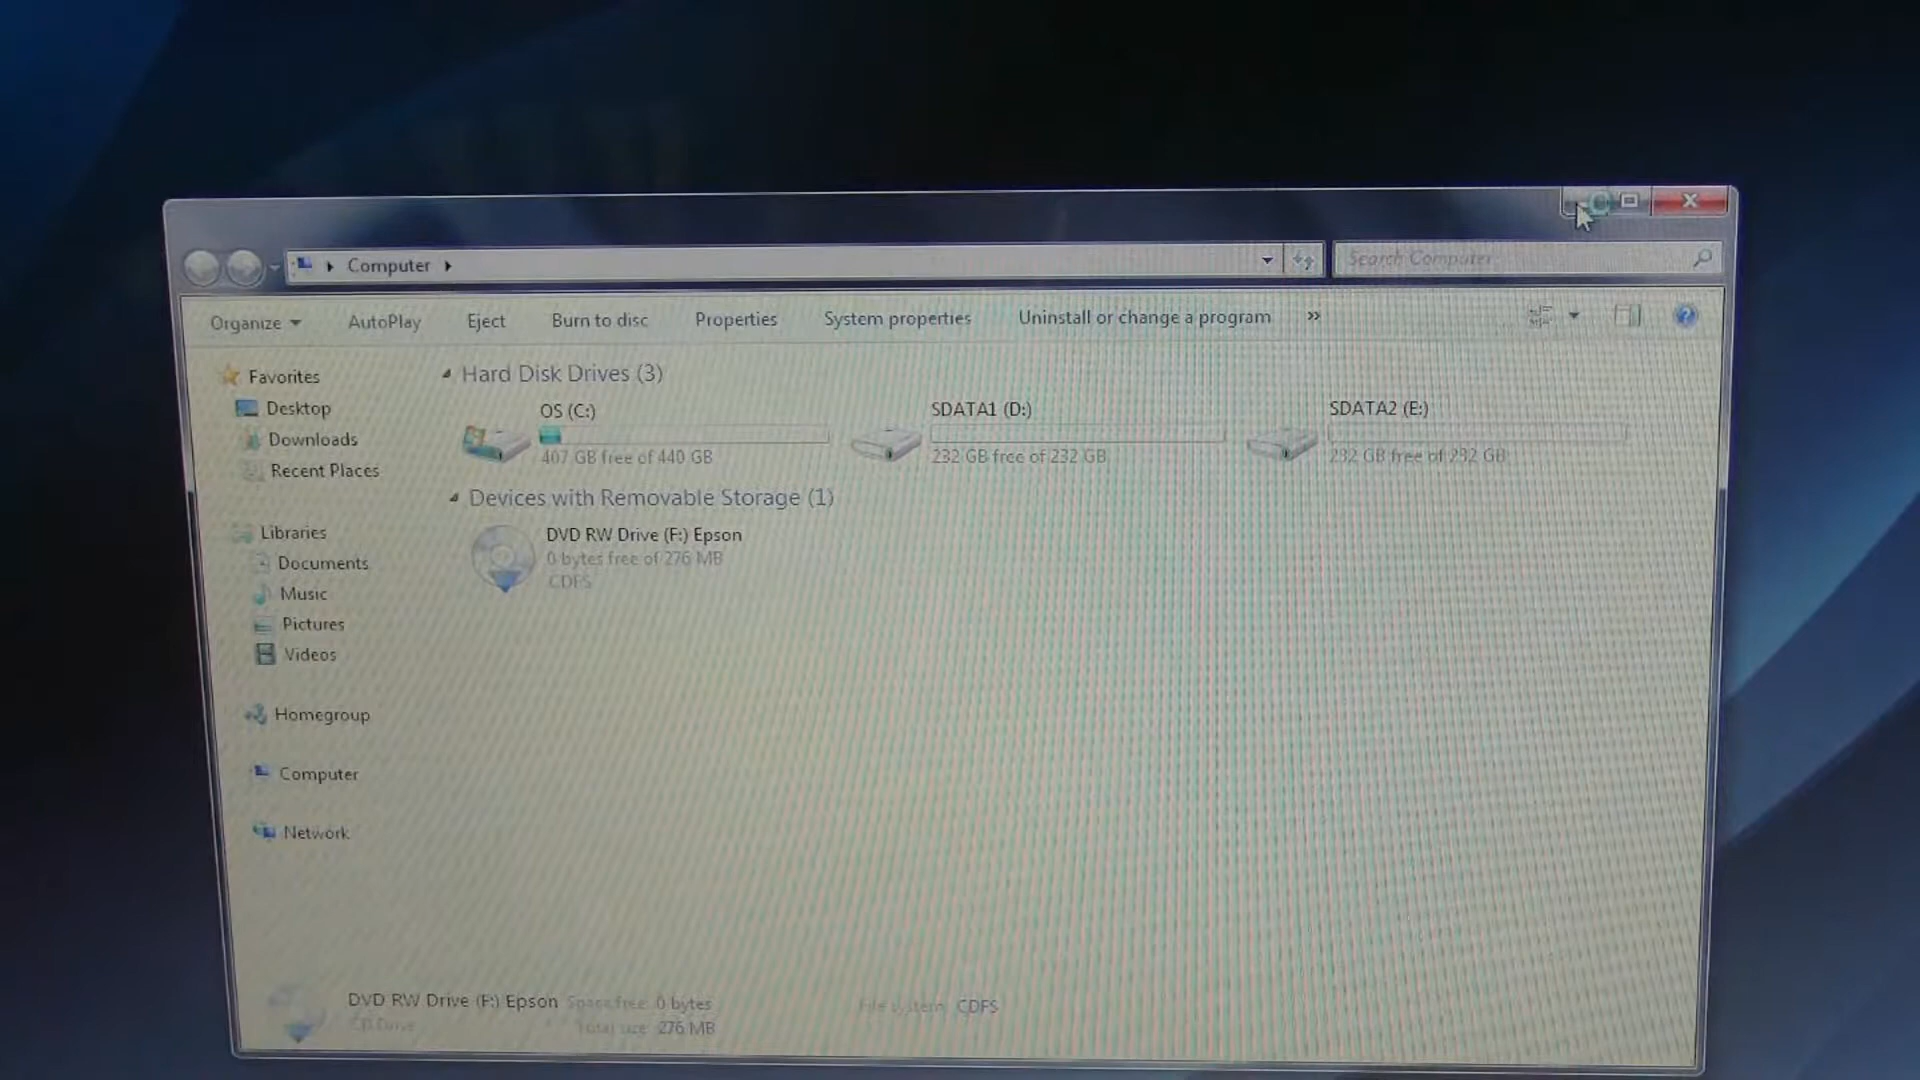 Computer
Search Computer
Organize
AutoPlay
Eject
Burn to disc
Properties
System properties
Uninstall or change a program
»
Favorites
Desktop
Downloads
Recent Places
Libraries
Documents
Music
Pictures
Videos
Homegroup
Computer
Network
Hard Disk Drives (3)
OS (C:)
407 GB free of 440 GB
SDATA1 (D:)
232 GB free of 232 GB
SDATA2 (E:)
232 GB free of 232 GB
Devices with Removable Storage (1)
DVD RW Drive (F:) Epson
0 bytes free of 276 MB
CDFS
DVD RW Drive (F:) Epson Space free: 0 bytes
File system: CDFS
CD Drive
Total size: 276 MB